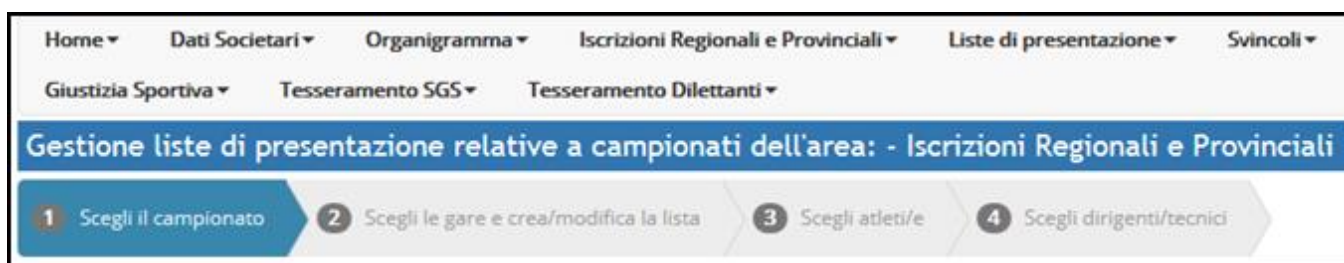 Home Dati Societari Organigramma Iscrizioni Regionali e Provinciali Liste di presentazione Svincoli
Giustizia Sportiva Tesseramento SGS Tesseramento Dilettanti
Gestione liste di presentazione relative a campionati dell'area: - Iscrizioni Regionali e Provinciali
1 Scegli il campionato 2 Scegli le gare e crea/modifica la lista 3 Scegli atleti/e 4 Scegli dirigenti/tecnici